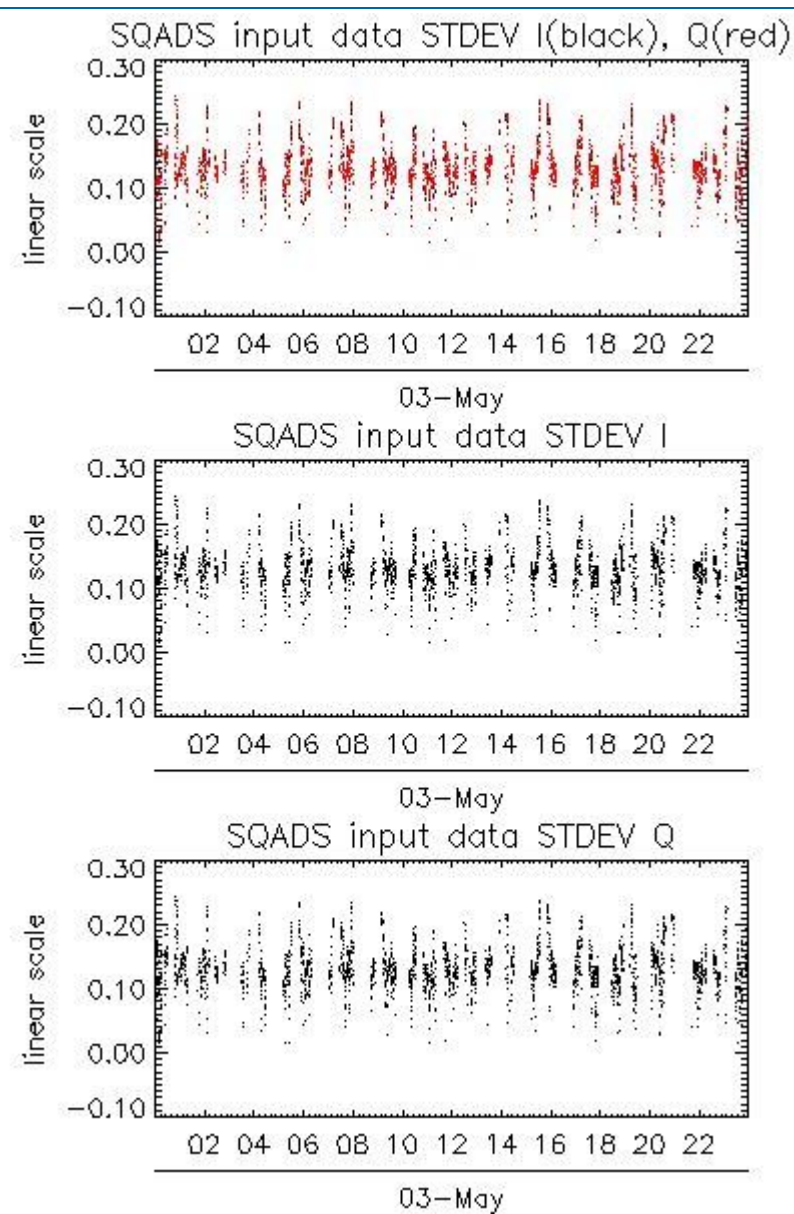 SQADS input data STDEV I(black), Q(red)
0.30
0.20
0.10
0.00
-0.10
linear scale
02 04 06 08 10 12 14 16 18 20 22
03-May
SQADS input data STDEV I
0.30
0.20
0.10
0.00
-0.10
linear scale
02 04 06 08 10 12 14 16 18 20 22
03-May
SQADS input data STDEV Q
0.30
0.20
0.10
0.00
-0.10
linear scale
02 04 06 08 10 12 14 16 18 20 22
03-May